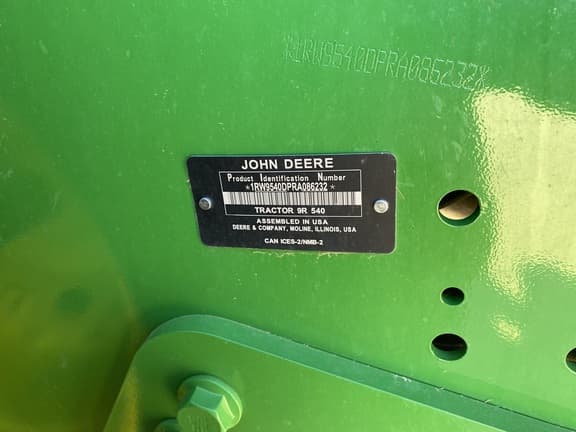 *1RW9540DPRA086232*
JOHN DEERE
Product Identification Number
*1RW9540DPRA086232*
TRACTOR 9R 540
ASSEMBLED IN USA
DEERE & COMPANY, MOLINE, ILLINOIS, USA
CAN ICES-2/NMB-2